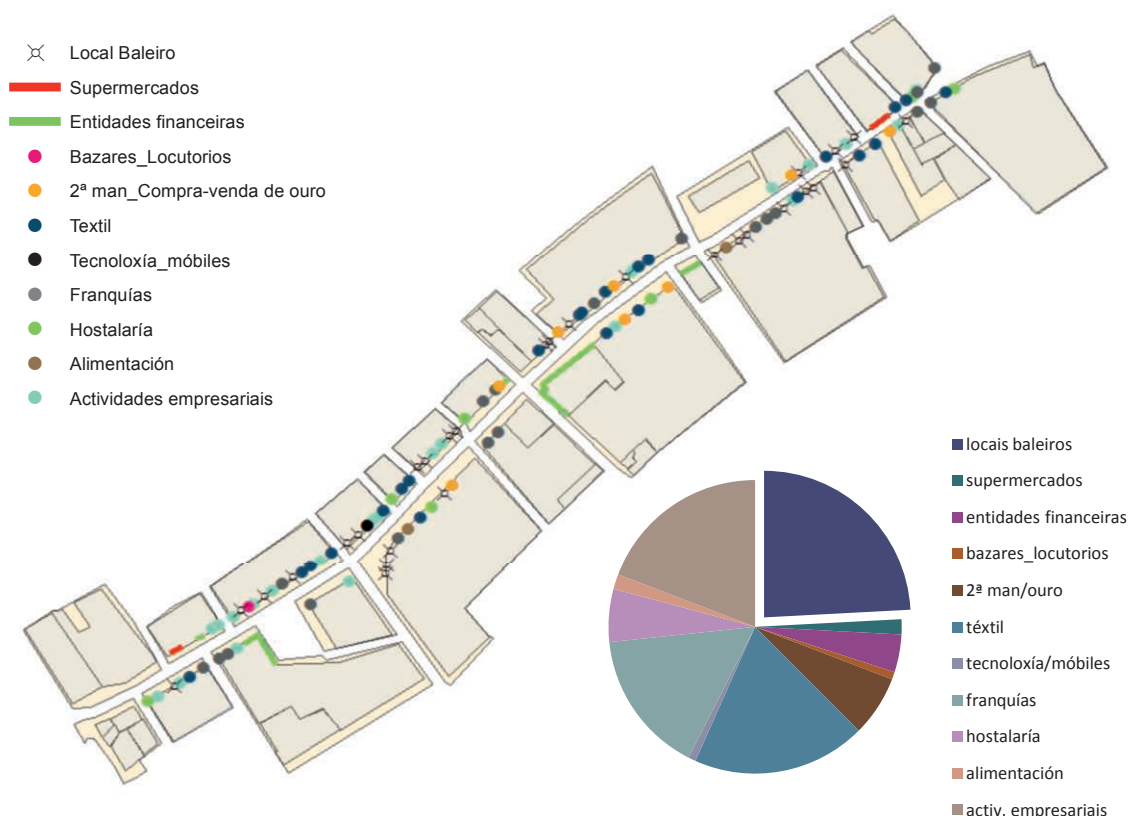 Local Baleiro
Supermercados
Entidades financeiras
Bazares_Locutorios
2ª man_Compra-venda de ouro
Textil
Tecnoloxía_móbiles
Franquías
Hostalaría
Alimentación
Actividades empresariais
locais baleiros
supermercados
entidades financeiras
bazares_locutorios
2ª man/ouro
téxtil
tecnoloxía/móbiles
franquías
hostalaría
alimentación
activ. empresariais